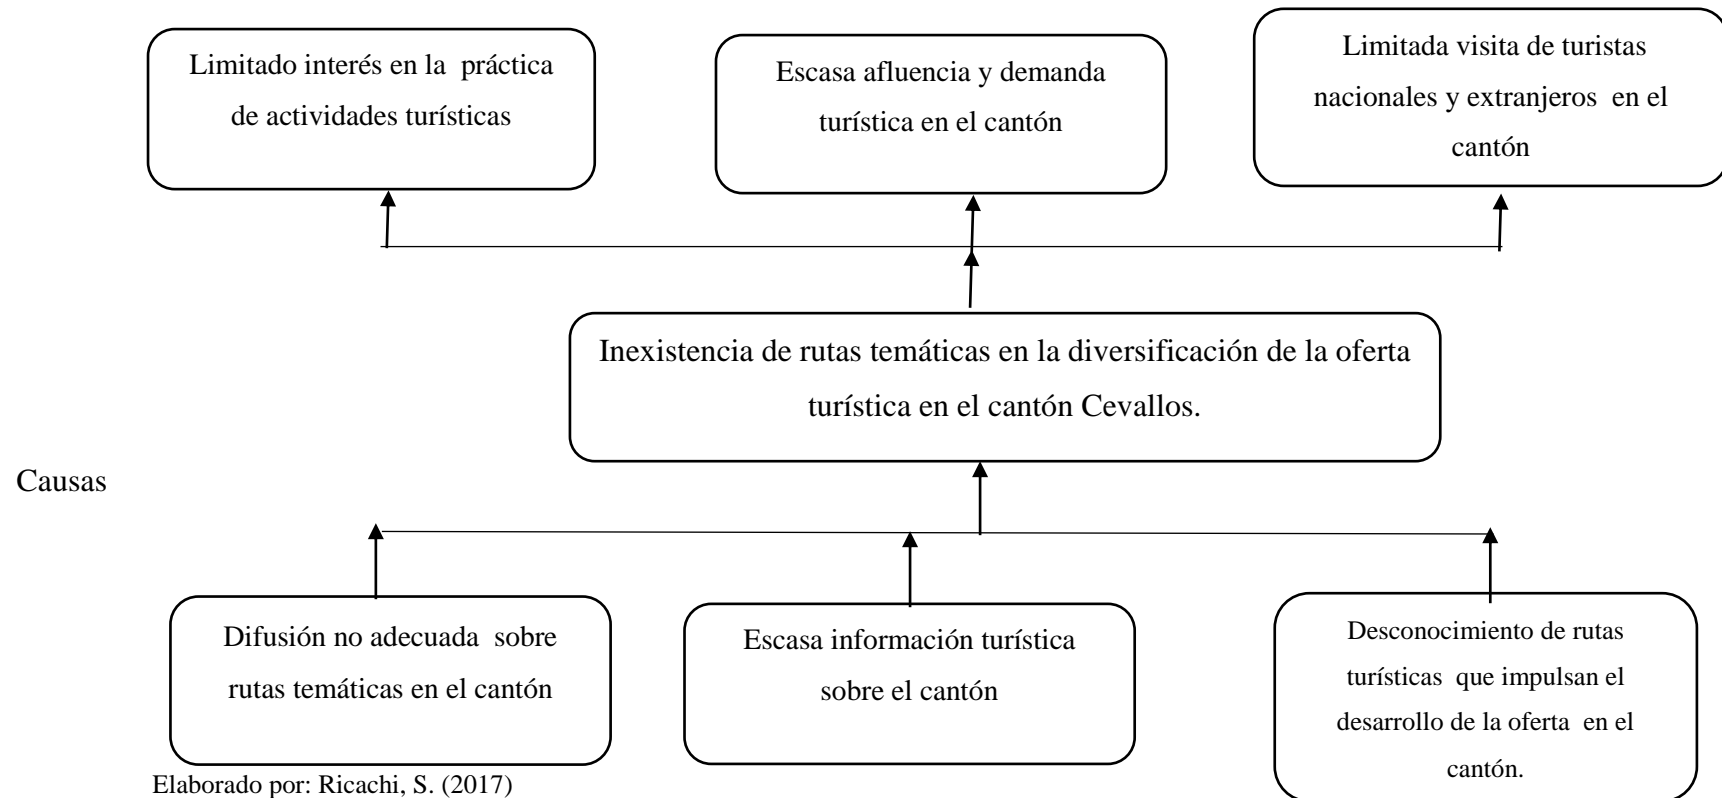 Limitado interés en la práctica
de actividades turísticas
Escasa afluencia y demanda
turística en el cantón
Limitada visita de turistas
nacionales y extranjeros en el
cantón
Inexistencia de rutas temáticas en la diversificación de la oferta
turística en el cantón Cevallos.
Causas
Difusión no adecuada sobre
rutas temáticas en el cantón
Escasa información turística
sobre el cantón
Desconocimiento de rutas
turísticas que impulsan el
desarrollo de la oferta en el
cantón.
Elaborado por: Ricachi, S. (2017)